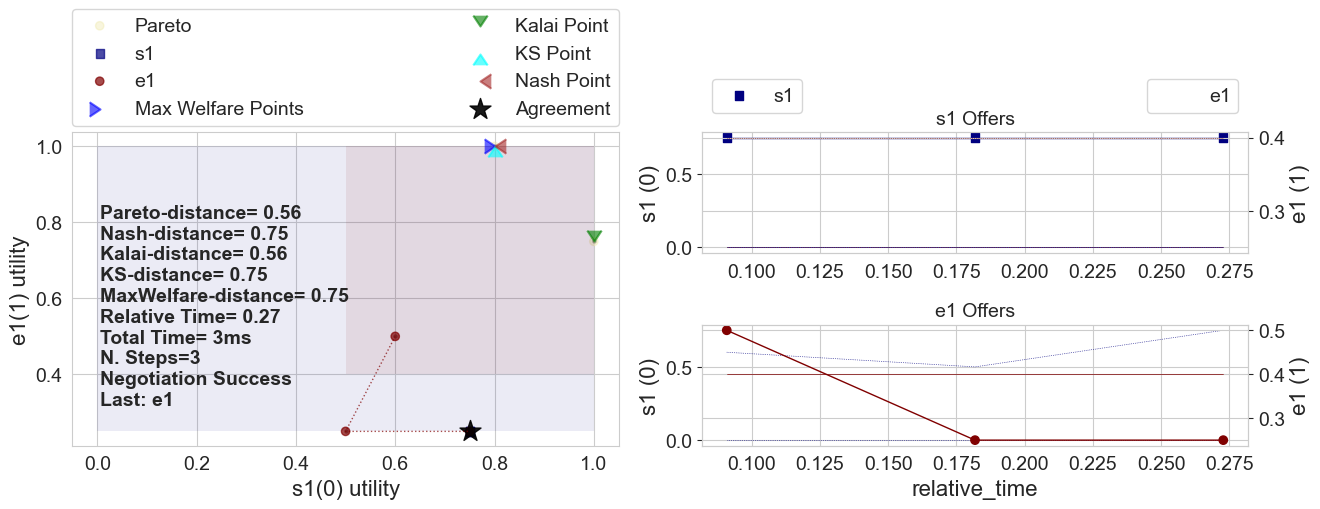 Pareto
s1
e1
Max Welfare Points
Kalai Point
KS Point
Nash Point
Agreement
1.0
0.8
0.6
0.4
e1(1) utility
Pareto-distance= 0.56
Nash-distance= 0.75
Kalai-distance= 0.56
KS-distance= 0.75
MaxWelfare-distance= 0.75
Relative Time= 0.27
Total Time= 3ms
N. Steps=3
Negotiation Success
Last: e1
0.0 0.2 0.4 0.6 0.8 1.0
s1(0) utility
s1
e1
s1 Offers
s1 (0)
0.5
0.0
0.4
0.3
e1 (1)
0.100 0.125 0.150 0.175 0.200 0.225 0.250 0.275
e1 Offers
s1 (0)
0.5
0.0
0.5
0.4
0.3
e1 (1)
0.100 0.125 0.150 0.175 0.200 0.225 0.250 0.275
relative_time